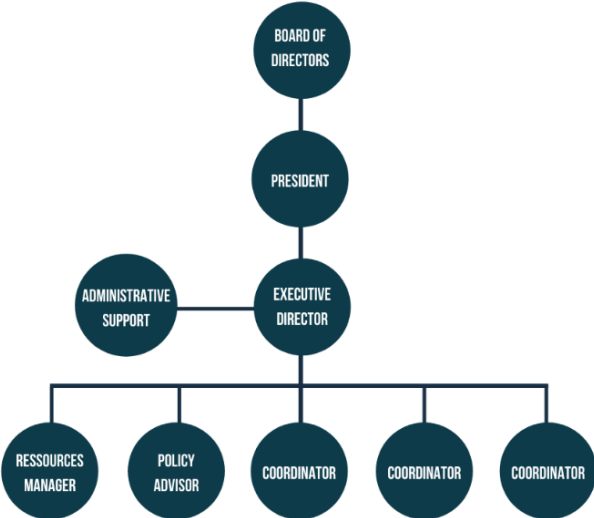 BOARD OF
DIRECTORS
PRESIDENT
ADMINISTRATIVE
SUPPORT
EXECUTIVE
DIRECTOR
RESSOURCES
MANAGER
POLICY
ADVISOR
COORDINATOR
COORDINATOR
COORDINATOR